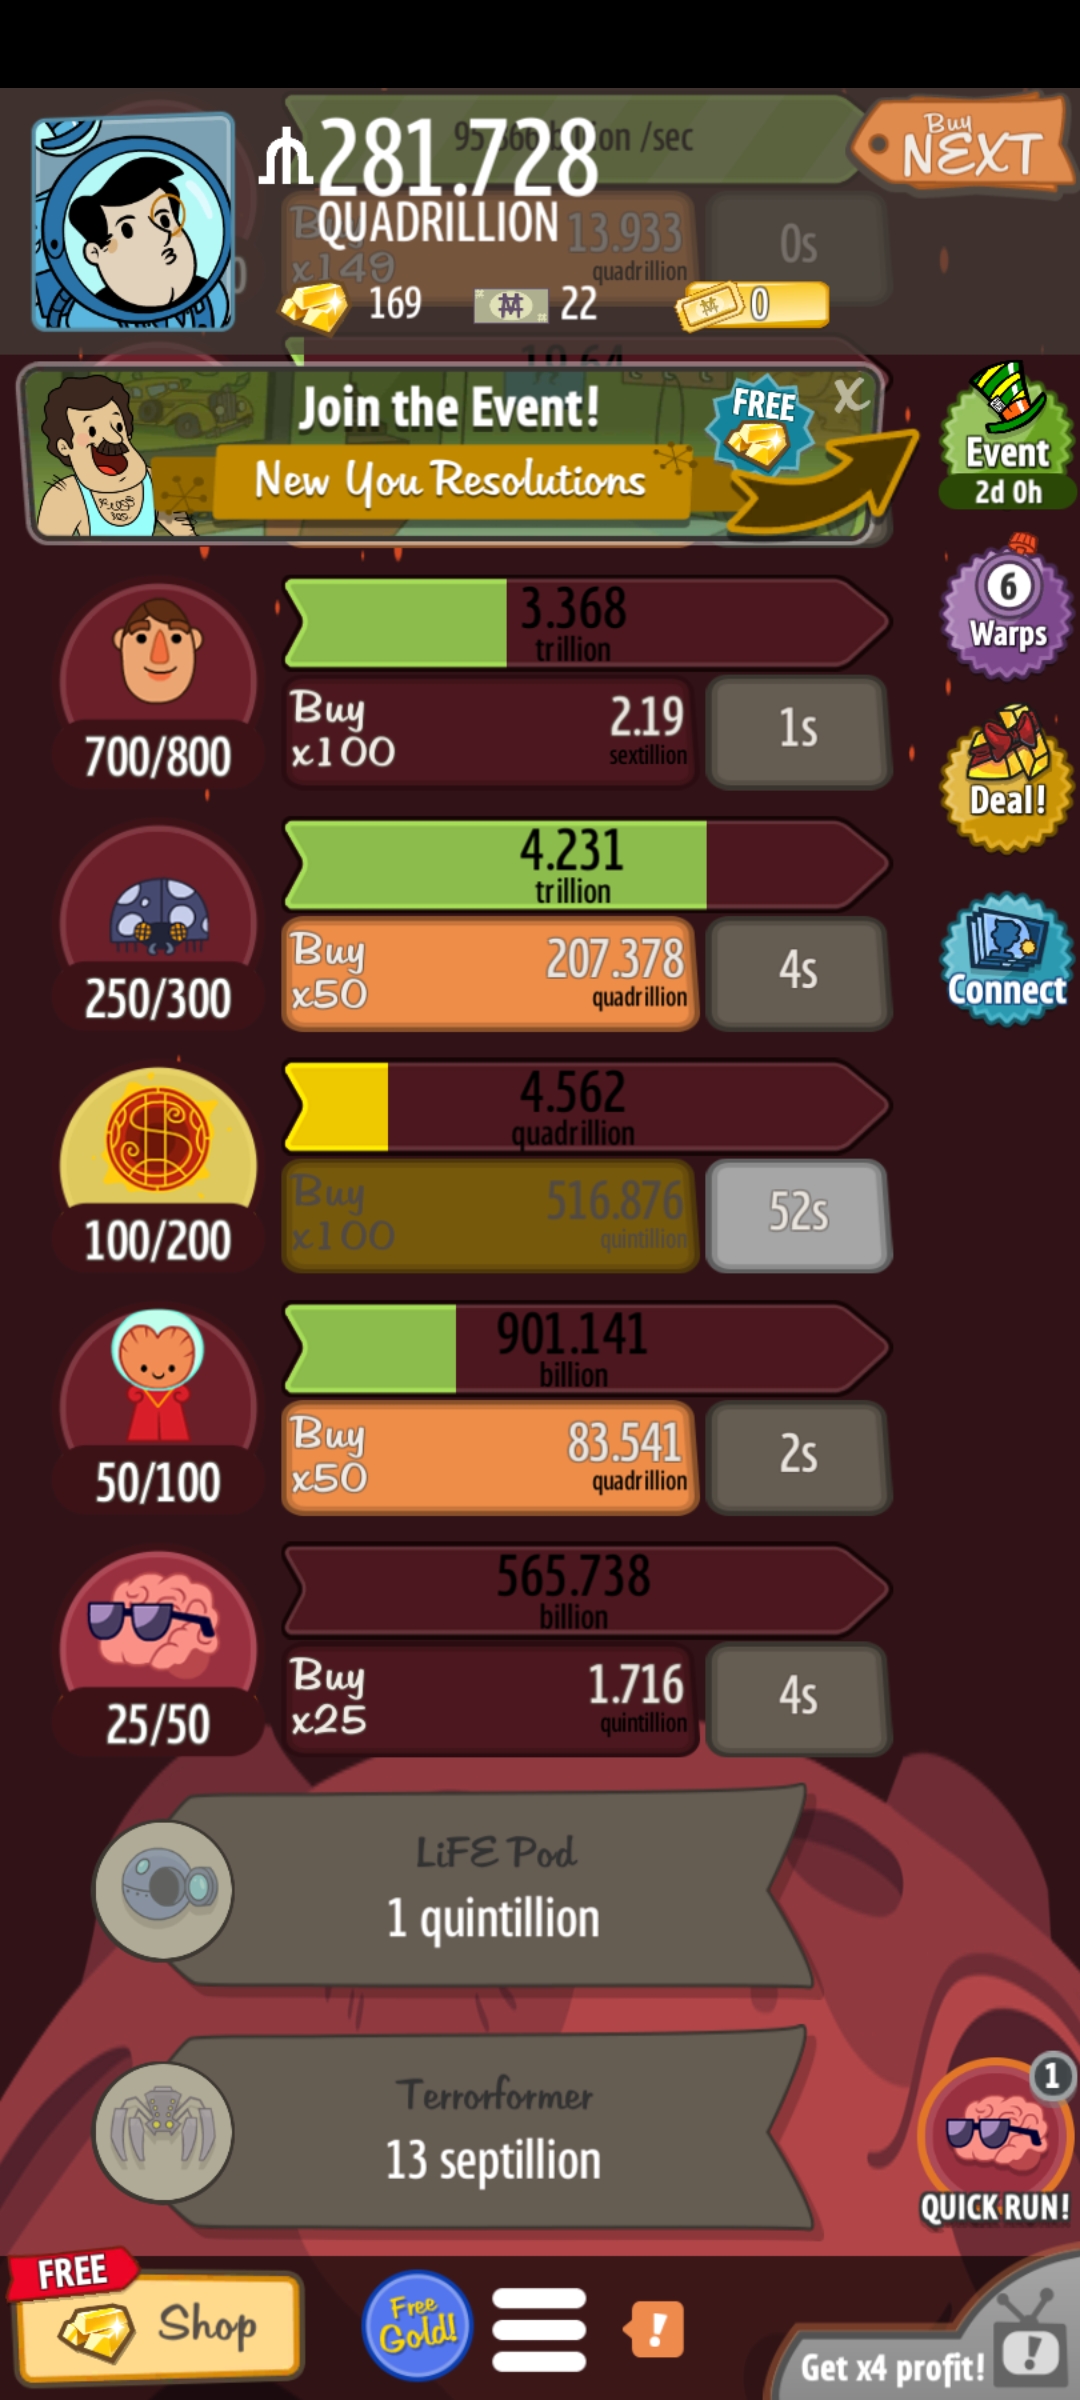 95.366 billion /sec
Buy
NEXT
281.728
QUADRILLION
Buy
x149
13.933
quadrillion
0s
169
22
0
19.64
Join the Event!
FREE
X
New You Resolutions
Event
2d 0h
3.368
trillion
6
Warps
Buy
x100
2.19
sextillion
1s
700/800
Deal!
4.231
trillion
Buy
x50
207.378
quadrillion
4s
250/300
Connect
4.562
quadrillion
Buy
x100
516.876
quintillion
52s
100/200
901.141
billion
Buy
x50
83.541
quadrillion
2s
50/100
565.738
billion
Buy
x25
1.716
quintillion
4s
25/50
LiFE Pod
1 quintillion
Terrorformer
13 septillion
1
QUICK RUN!
FREE
Shop
Free
Gold!
!
Get x4 profit!
!